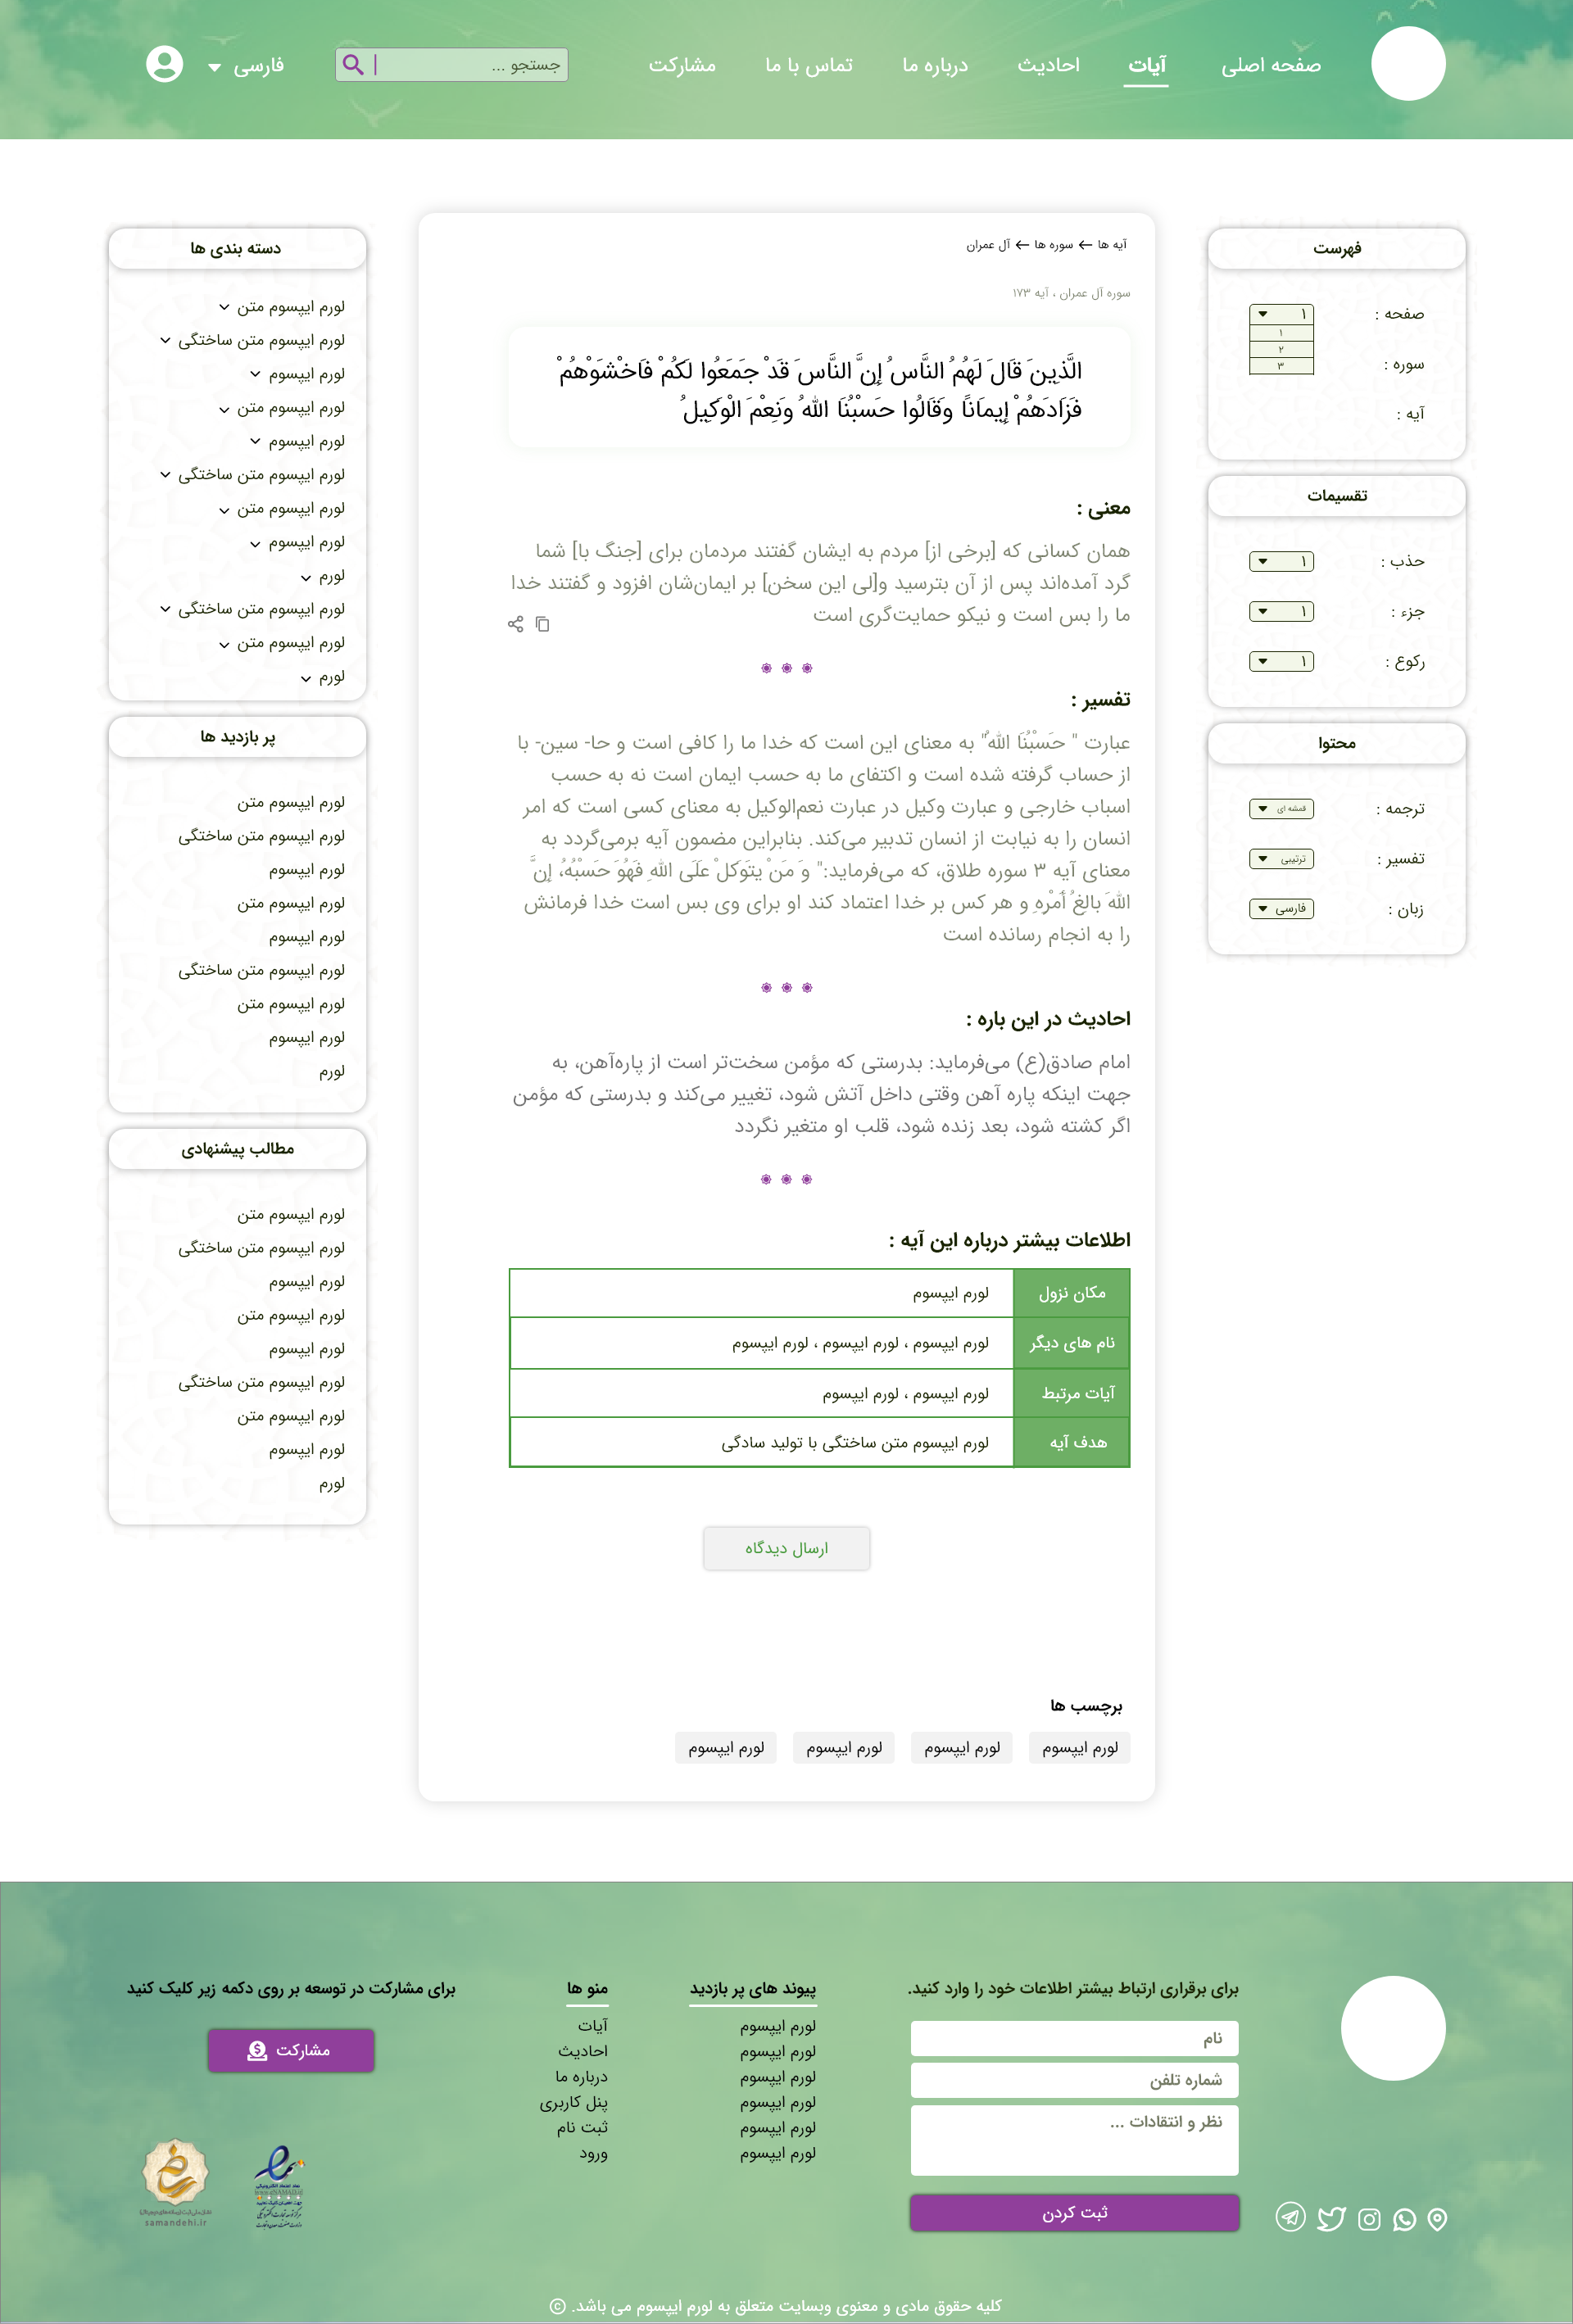 صفحه اصلی
آیات
احادیث
درباره ما
تماس با ما
مشارکت
جستجو ...
فارسی
فهرست
صفحه :
۱
۱
۲
۳
سوره :
آیه :
تقسیمات
حذب :
۱
جزء :
۱
رکوع :
۱
محتوا
ترجمه :
قمشه ای
تفسیر :
ترتیبی
زبان :
فارسی
آیه ها
سوره ها
آل عمران
سوره آل عمران ، آیه ۱۷۳
الَّذِينَ قَالَ لَهُمُ النَّاسُ إِنَّ النَّاسَ قَدْ جَمَعُوا لَكُمْ فَاخْشَوْهُمْ
فَزَادَهُمْ إِيمَانًا وَقَالُوا حَسْبُنَا اللهُ وَنِعْمَ الْوَكِيلُ
معنی :
همان کسانی که [برخی از] مردم به ایشان گفتند مردمان برای [جنگ با] شما
گرد آمده‌اند پس از آن بترسید و[لی این سخن] بر ایمان‌شان افزود و گفتند خدا
ما را بس است و نیکو حمایت‌گری است
تفسیر :
عبارت " حَسْبُنَا اللهُ" به معنای این است که خدا ما را کافی است و حا- سین- با
از حساب گرفته شده است و اکتفای ما به حسب ایمان است نه به حسب
اسباب خارجی و عبارت وکیل در عبارت نعم‌الوکیل به معنای کسی است که امر
انسان را به نیابت از انسان تدبیر می‌کند. بنابراین مضمون آیه برمی‌گردد به
معنای آیه ۳ سوره طلاق، که می‌فرماید:" وَ مَنْ یتَوَکلْ عَلَی اللهِ فَهُوَ حَسْبُهُ، إِنَّ
اللهَ بالِغُ أَمْرِهِ و هر کس بر خدا اعتماد کند او برای وی بس است خدا فرمانش
را به انجام رسانده است
احادیث در این باره :
امام صادق(ع) می‌فرماید: بدرستی که مؤمن سخت‌تر است از پاره‌آهن، به
جهت اینکه پاره آهن وقتی داخل آتش شود، تغییر می‌کند و بدرستی که مؤمن
اگر کشته شود، بعد زنده شود، قلب او متغیر نگردد
اطلاعات بیشتر درباره این آیه :
مکان نزول
لورم ایپسوم
نام های دیگر
لورم ایپسوم ، لورم ایپسوم ، لورم ایپسوم
آیات مرتبط
لورم ایپسوم ، لورم ایپسوم
هدف آیه
لورم ایپسوم متن ساختگی با تولید سادگی
ارسال دیدگاه
برچسب ها
لورم ایپسوم
لورم ایپسوم
لورم ایپسوم
لورم ایپسوم
دسته بندی ها
لورم ایپسوم متن
لورم ایپسوم متن ساختگی
لورم ایپسوم
لورم ایپسوم متن
لورم ایپسوم
لورم ایپسوم متن ساختگی
لورم ایپسوم متن
لورم ایپسوم
لورم
لورم ایپسوم متن ساختگی
لورم ایپسوم متن
لورم
پر بازدید ها
لورم ایپسوم متن
لورم ایپسوم متن ساختگی
لورم ایپسوم
لورم ایپسوم متن
لورم ایپسوم
لورم ایپسوم متن ساختگی
لورم ایپسوم متن
لورم ایپسوم
لورم
مطالب پیشنهادی
لورم ایپسوم متن
لورم ایپسوم متن ساختگی
لورم ایپسوم
لورم ایپسوم متن
لورم ایپسوم
لورم ایپسوم متن ساختگی
لورم ایپسوم متن
لورم ایپسوم
لورم
برای برقراری ارتباط بیشتر اطلاعات خود را وارد کنید.
نام
شماره تلفن
نظر و انتقادات ...
ثبت کردن
پیوند های پر بازدید
لورم ایپسوم
لورم ایپسوم
لورم ایپسوم
لورم ایپسوم
لورم ایپسوم
لورم ایپسوم
منو ها
آیات
احادیث
درباره ما
پنل کاربری
ثبت نام
ورود
برای مشارکت در توسعه بر روی دکمه زیر کلیک کنید
مشارکت
samandehi.ir
کلیه حقوق مادی و معنوی وبسایت متعلق به لورم ایپسوم می باشد. ©